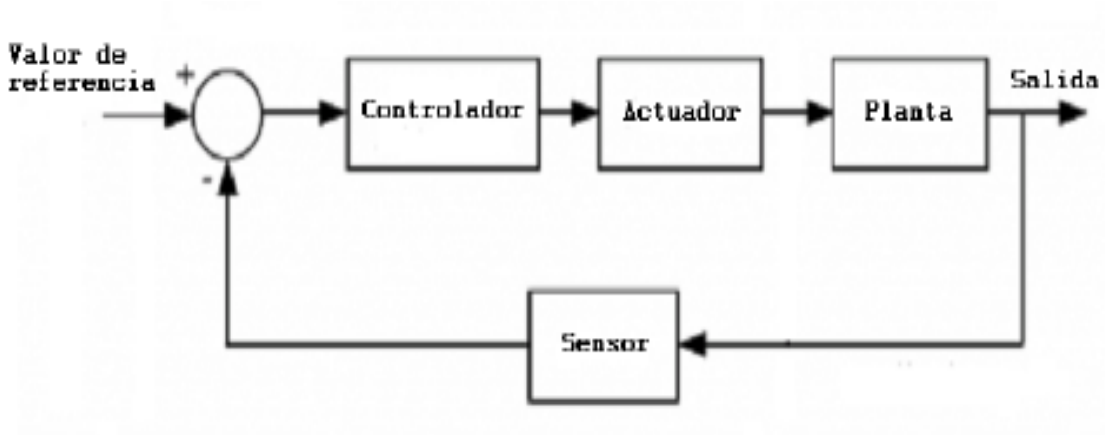 Valor de
referencia
+
Controlador
Actuador
Planta
Salida
-
Sensor